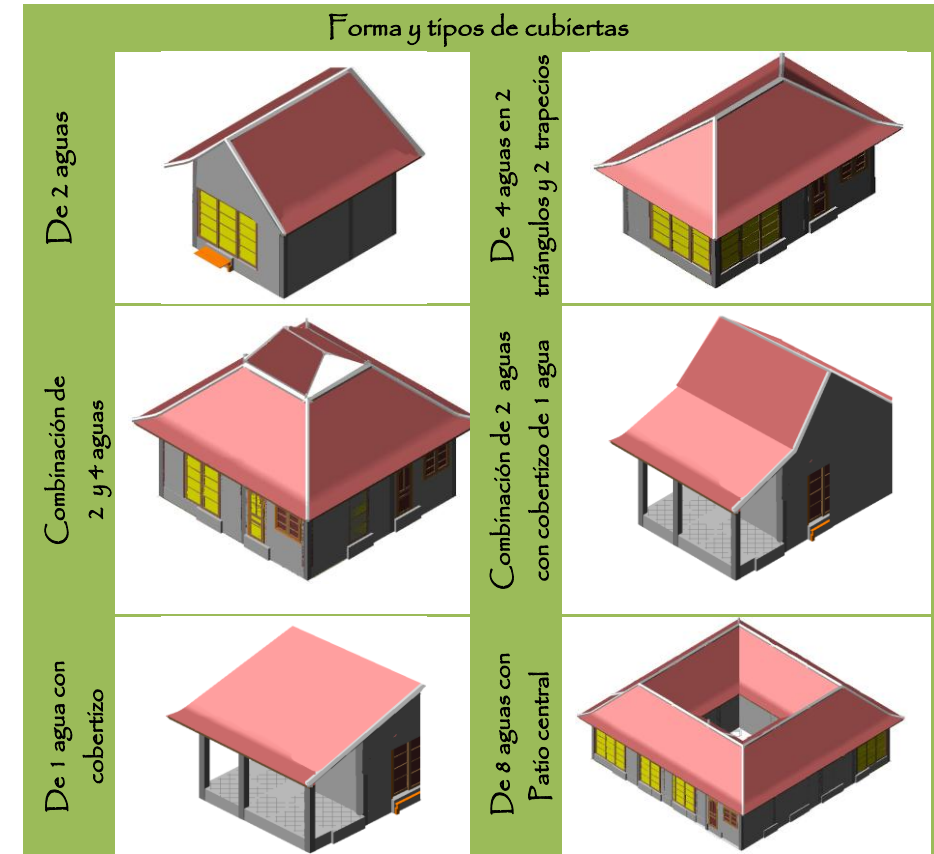 Forma y tipos de cubiertas
De 2 aguas
De 4 aguas en 2
triángulos y 2 trapecios
Combinación de
2 y 4 aguas
Combinación de 2 aguas
con cobertizo de 1 agua
De 1 agua con
cobertizo
De 8 aguas con
Patio central